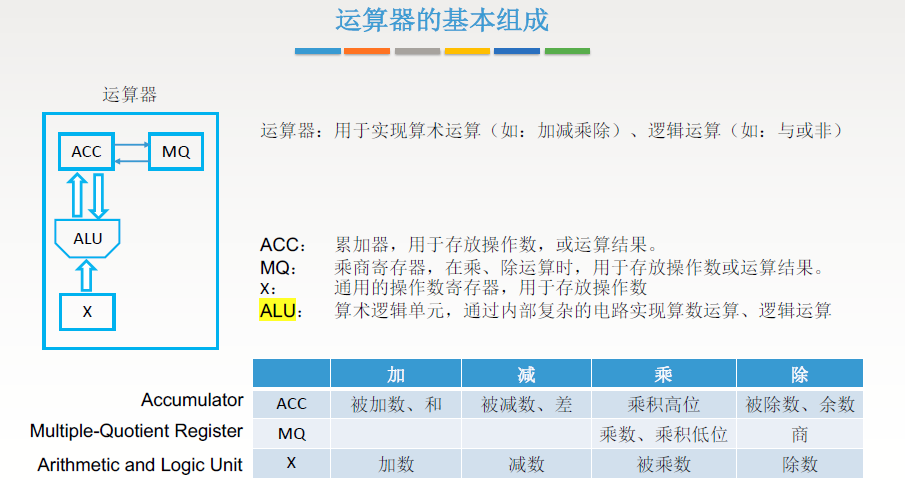 运算器的基本组成
运算器
运算器：用于实现算术运算（如：加减乘除）、逻辑运算（如：与或非）
ACC
MQ
ALU
X
ACC： 累加器，用于存放操作数，或运算结果。
MQ： 乘商寄存器，在乘、除运算时，用于存放操作数或运算结果。
X： 通用的操作数寄存器，用于存放操作数
ALU： 算术逻辑单元，通过内部复杂的电路实现算数运算、逻辑运算
加 减 乘 除
Accumulator ACC 被加数、和 被减数、差 乘积高位 被除数、余数
Multiple-Quotient Register MQ 乘数、乘积低位 商
Arithmetic and Logic Unit X 加数 减数 被乘数 除数